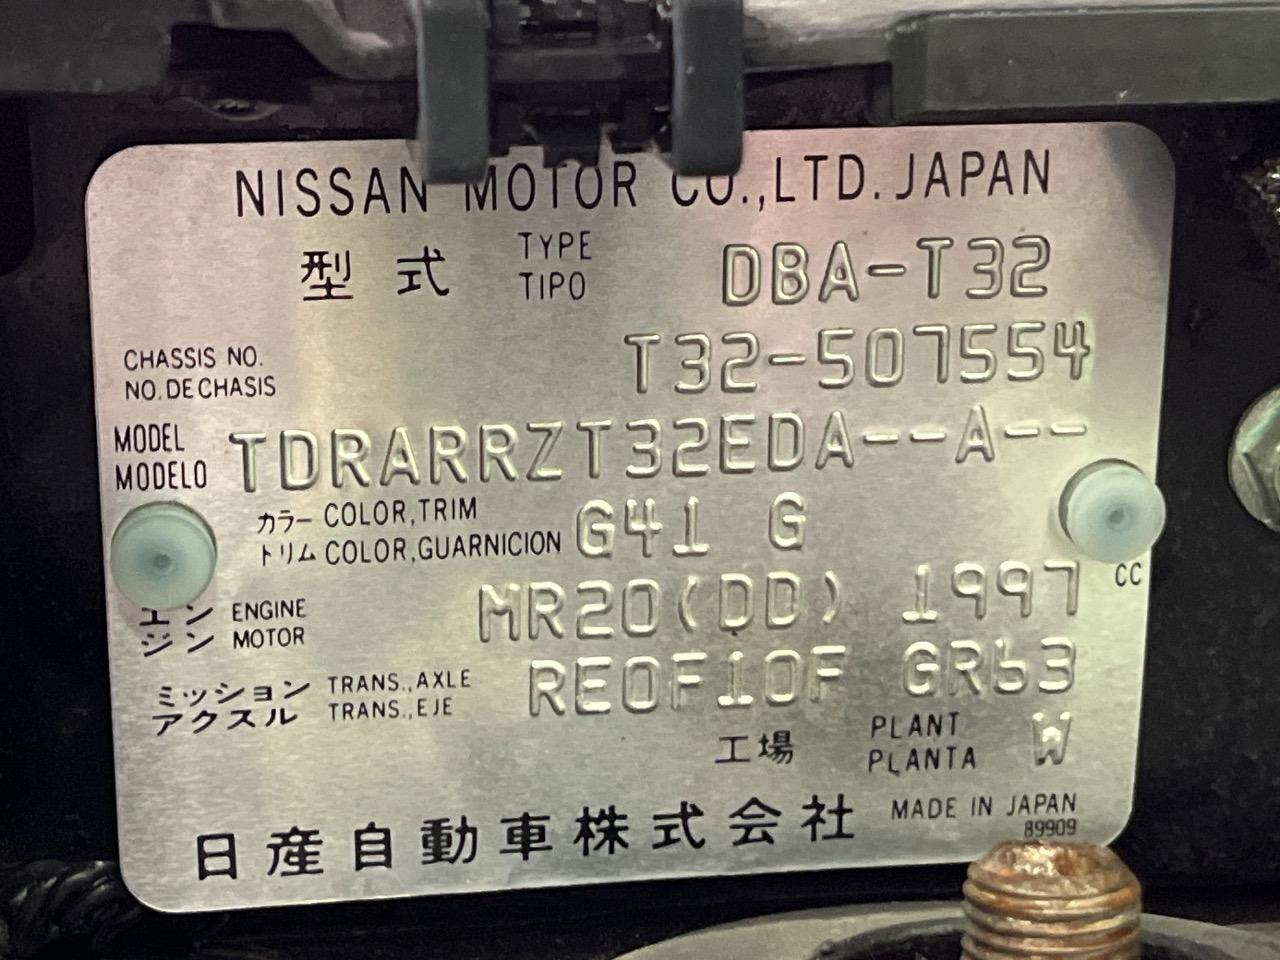 NISSAN MOTOR CO.,LTD. JAPAN
型式 TYPE TIPO DBA-T32
CHASSIS NO.
NO. DE CHASIS T32-507554
MODEL
MODELO TDRARRZT32EDA--A--
カラー COLOR,TRIM
トリム COLOR,GUARNICION G41 G
エンジン ENGINE MOTOR MR20(DD) 1997 CC
ミッション TRANS.,AXLE
アクスル TRANS.,EJE RE0F10F GR63
工場 PLANT PLANTA W
日産自動車株式会社 MADE IN JAPAN
89909